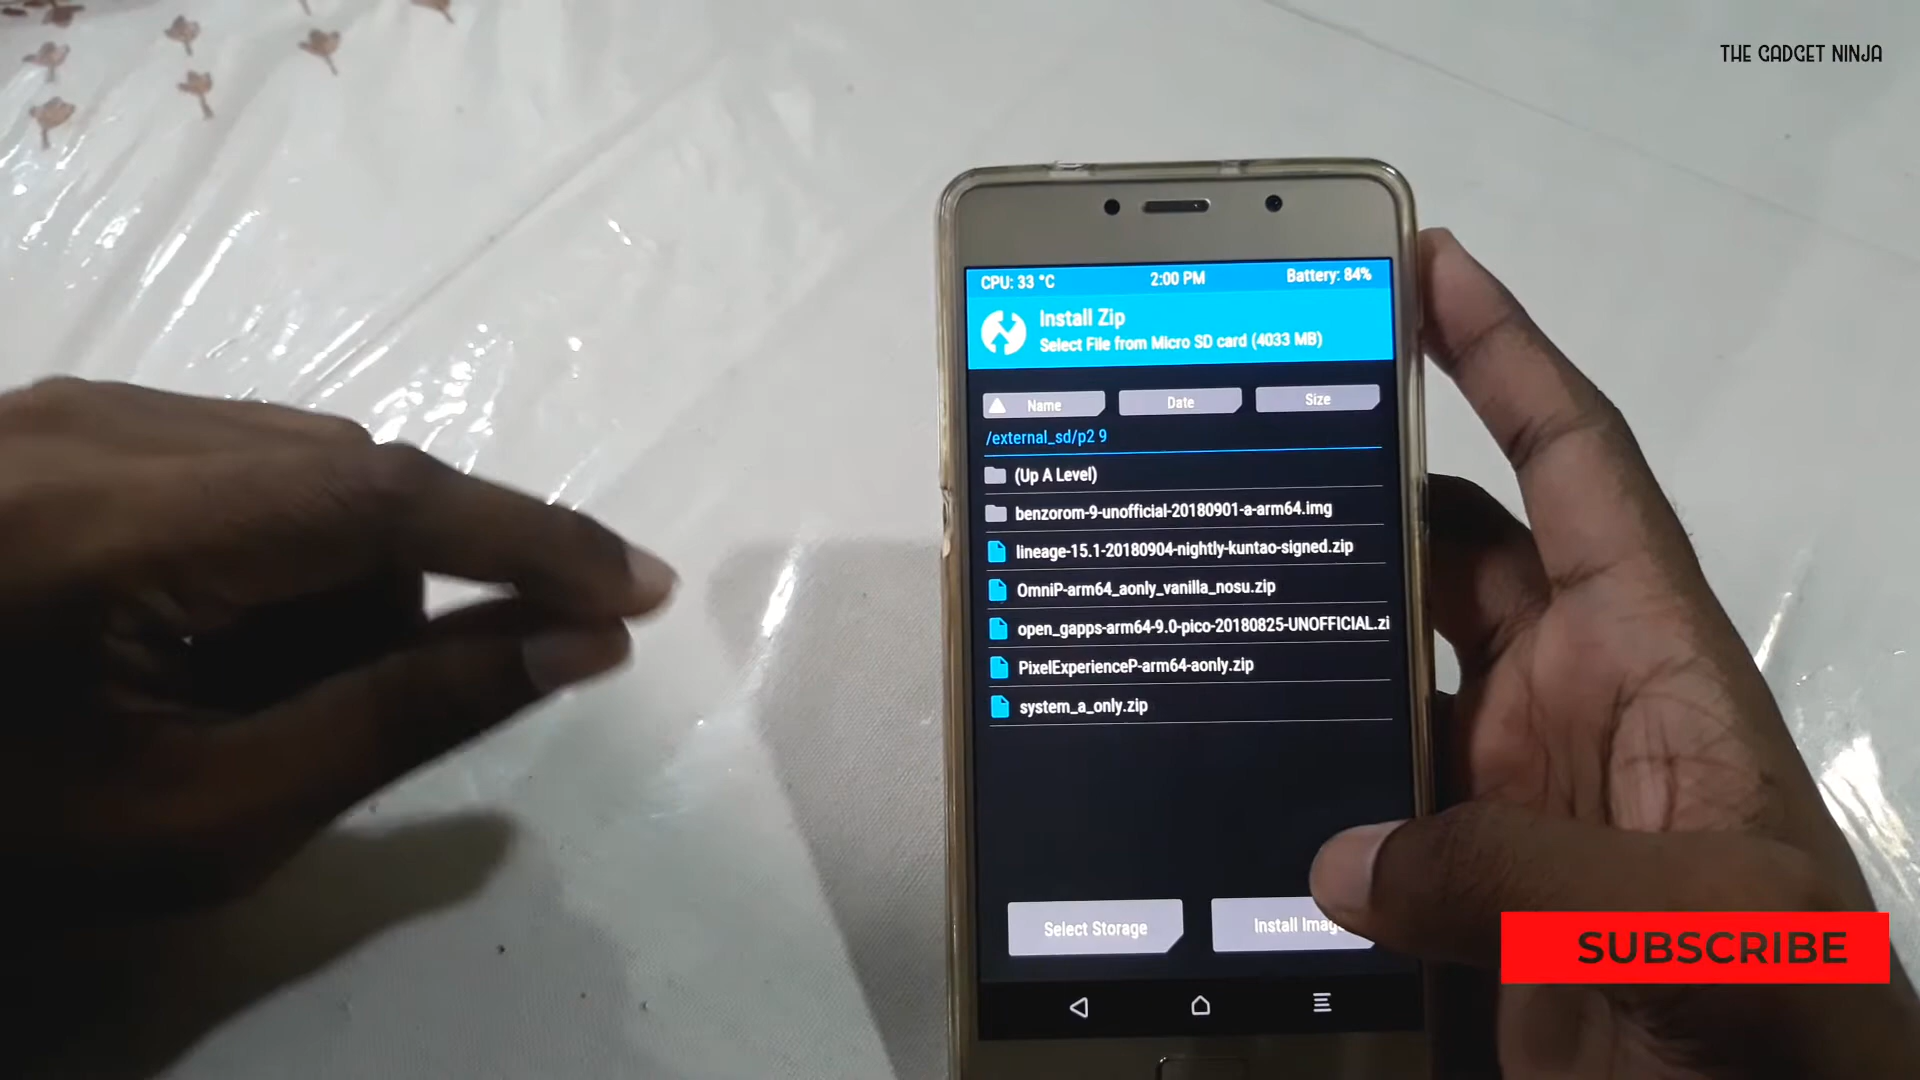 THE GADGET NINJA
CPU: 33 °C
2:00 PM
Battery: 84%
Install Zip
Select File from Micro SD card (4033 MB)
Name
Date
Size
/external_sd/p2 9
(Up A Level)
benzorom-9-unofficial-20180901-a-arm64.img
lineage-15.1-20180904-nightly-kuntao-signed.zip
OmniP-arm64_aonly_vanilla_nosu.zip
open_gapps-arm64-9.0-pico-20180825-UNOFFICIAL.zi
PixelExperienceP-arm64-aonly.zip
system_a_only.zip
Select Storage
Install Image
SUBSCRIBE